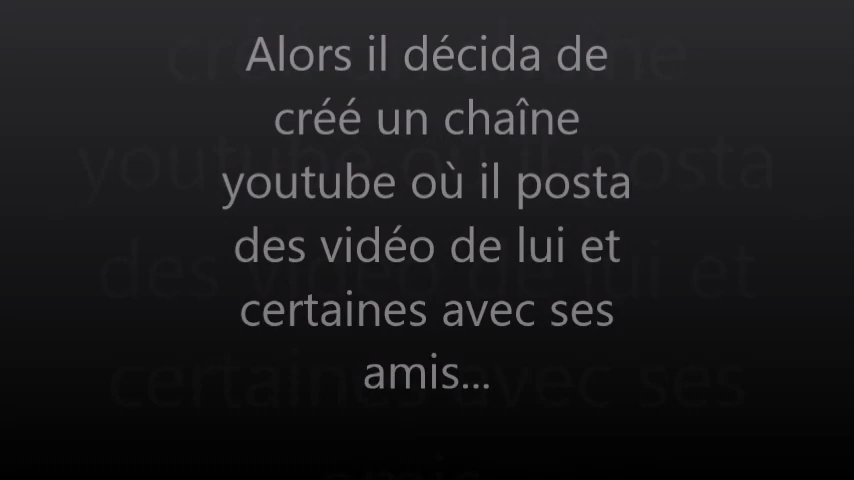 Alors il décida de
créé un chaîne
youtube où il posta
des vidéo de lui et
certaines avec ses
amis...